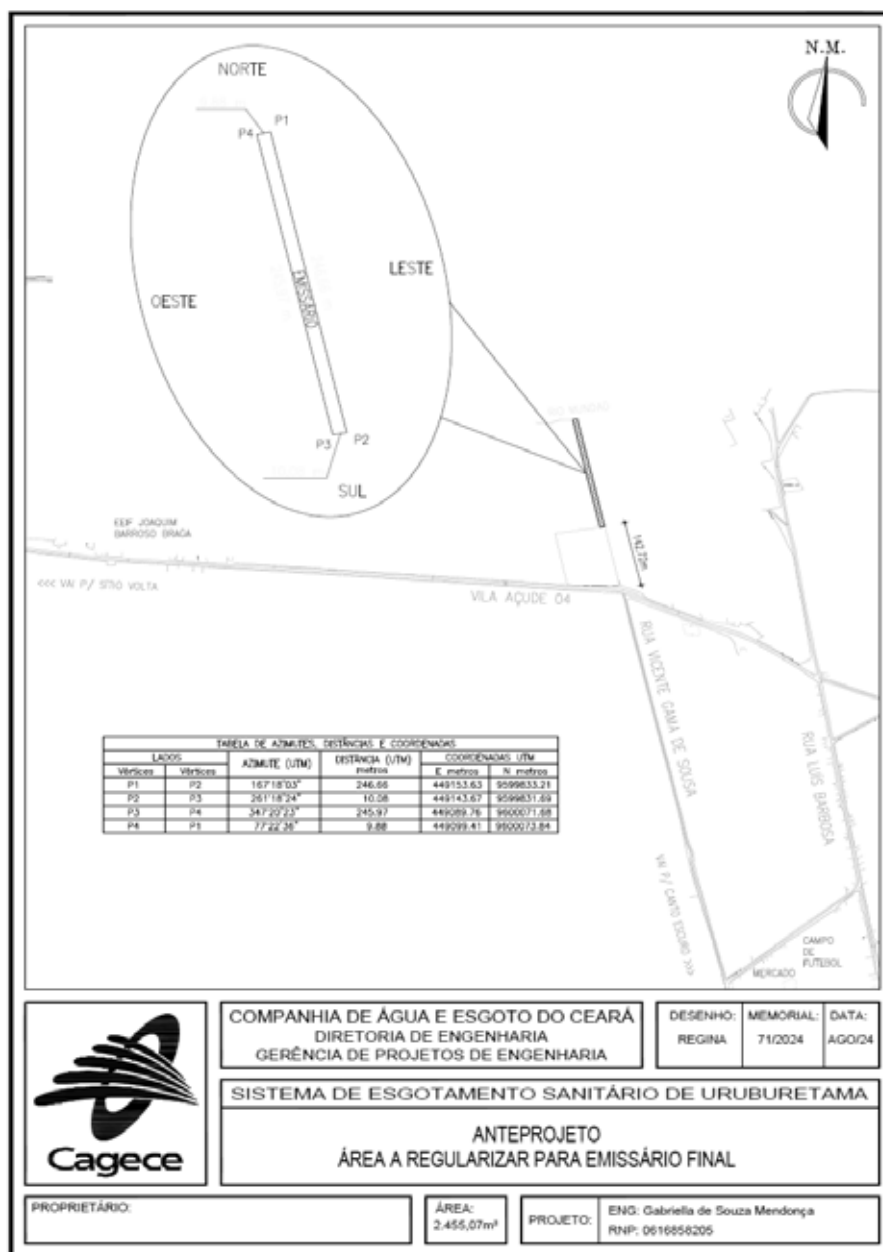 N.M.
NORTE
P4
P1
LESTE
OESTE
EMISSÁRIO
P3
P2
SUL
RIO MUNDAÚ
142.72m
EEIF JOAQUIM
BARROSO BRAGA
<<< VAI P/ SÍTIO VOLTA
VILA AÇUDE 04
RUA VICENTE GAMA DE SOUSA
RUA LUIS BARBOSA
VAI P/ CANTO ESCURO >>>
CAMPO
DE
FUTEBOL
MERCADO
TABELA DE AZIMUTES, DISTÂNCIAS E COORDENADAS
LADOS AZIMUTE (UTM) DISTÂNCIA (UTM) metros COORDENADAS UTM
Vértices Vértices E metros N metros
P1 P2 167°18'03" 246.66 449153.63 9599833.21
P2 P3 261°18'24" 10.08 449143.67 9599831.69
P3 P4 347°20'23" 245.97 449089.76 9600071.68
P4 P1 77°22'36" 9.88 449099.41 9600073.84
Cagece
COMPANHIA DE ÁGUA E ESGOTO DO CEARÁ
DIRETORIA DE ENGENHARIA
GERÊNCIA DE PROJETOS DE ENGENHARIA
DESENHO: MEMORIAL: DATA:
REGINA 71/2024 AGO/24
SISTEMA DE ESGOTAMENTO SANITÁRIO DE URUBURETAMA
ANTEPROJETO
ÁREA A REGULARIZAR PARA EMISSÁRIO FINAL
PROPRIETÁRIO:
ÁREA:
2.455,07m²
PROJETO:
ENG: Gabriella de Souza Mendonça
RNP: 0616858205